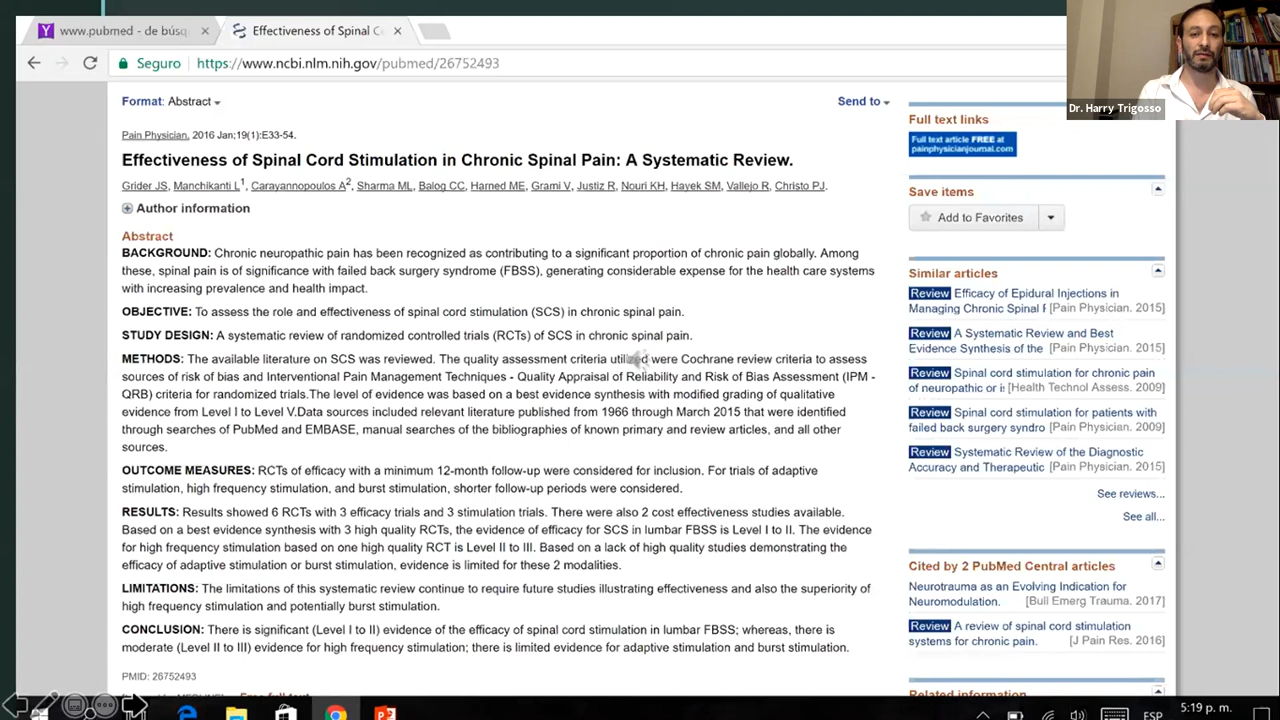 www.pubmed - de búsq
Effectiveness of Spinal C
Seguro https://www.ncbi.nlm.nih.gov/pubmed/26752493
Dr. Harry Trigosso
Format: Abstract
Send to
Pain Physician. 2016 Jan;19(1):E33-54.
Effectiveness of Spinal Cord Stimulation in Chronic Spinal Pain: A Systematic Review.
Grider JS, Manchikanti L1, Carayannopoulos A2, Sharma ML, Balog CC, Harned ME, Grami V, Justiz R, Nouri KH, Hayek SM, Vallejo R, Christo PJ.
Author information
Abstract
BACKGROUND: Chronic neuropathic pain has been recognized as contributing to a significant proportion of chronic pain globally. Among
these, spinal pain is of significance with failed back surgery syndrome (FBSS), generating considerable expense for the health care systems
with increasing prevalence and health impact.
OBJECTIVE: To assess the role and effectiveness of spinal cord stimulation (SCS) in chronic spinal pain.
STUDY DESIGN: A systematic review of randomized controlled trials (RCTs) of SCS in chronic spinal pain.
METHODS: The available literature on SCS was reviewed. The quality assessment criteria utilized were Cochrane review criteria to assess
sources of risk of bias and Interventional Pain Management Techniques - Quality Appraisal of Reliability and Risk of Bias Assessment (IPM -
QRB) criteria for randomized trials.The level of evidence was based on a best evidence synthesis with modified grading of qualitative
evidence from Level I to Level V.Data sources included relevant literature published from 1966 through March 2015 that were identified
through searches of PubMed and EMBASE, manual searches of the bibliographies of known primary and review articles, and all other
sources.
OUTCOME MEASURES: RCTs of efficacy with a minimum 12-month follow-up were considered for inclusion. For trials of adaptive
stimulation, high frequency stimulation, and burst stimulation, shorter follow-up periods were considered.
RESULTS: Results showed 6 RCTs with 3 efficacy trials and 3 stimulation trials. There were also 2 cost effectiveness studies available.
Based on a best evidence synthesis with 3 high quality RCTs, the evidence of efficacy for SCS in lumbar FBSS is Level I to II. The evidence
for high frequency stimulation based on one high quality RCT is Level II to III. Based on a lack of high quality studies demonstrating the
efficacy of adaptive stimulation or burst stimulation, evidence is limited for these 2 modalities.
LIMITATIONS: The limitations of this systematic review continue to require future studies illustrating effectiveness and also the superiority of
high frequency stimulation and potentially burst stimulation.
CONCLUSION: There is significant (Level I to II) evidence of the efficacy of spinal cord stimulation in lumbar FBSS; whereas, there is
moderate (Level II to III) evidence for high frequency stimulation; there is limited evidence for adaptive stimulation and burst stimulation.
PMID: 26752493
Full text links
Full text article FREE at
painphysicianjournal.com
Save items
Add to Favorites
Similar articles
Review Efficacy of Epidural Injections in
Managing Chronic Spinal [Pain Physician. 2015]
Review A Systematic Review and Best
Evidence Synthesis of the [Pain Physician. 2015]
Review Spinal cord stimulation for chronic pain
of neuropathic or [Health Technol Assess. 2009]
Review Spinal cord stimulation for patients with
failed back surgery syndro [Pain Physician. 2009]
Review Systematic Review of the Diagnostic
Accuracy and Therapeutic [Pain Physician. 2015]
See reviews...
See all...
Cited by 2 PubMed Central articles
Neurotrauma as an Evolving Indication for
Neuromodulation. [Bull Emerg Trauma. 2017]
Review A review of spinal cord stimulation
systems for chronic pain. [J Pain Res. 2016]
Related information
ESP 5:19 p. m.